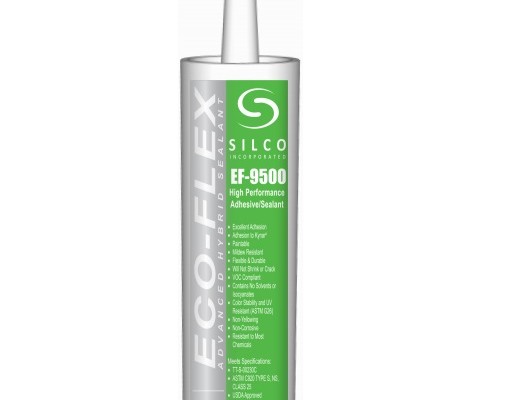 ECO-FLEX
ADVANCED HYBRID SEALANT
SILCO
INCORPORATED
EF-9500
High Performance
Adhesive/Sealant
• Excellent Adhesion
• Adhesion to Kynar®
• Paintable
• Mildew Resistant
• Flexible & Durable
• Will Not Shrink or Crack
• VOC Compliant
• Contains No Solvents or
Isocyanates
• Color Stability and UV
Resistant (ASTM G26)
• Non-Yellowing
• Non-Corrosive
• Resistant to Most
Chemicals
Meets Specifications:
• TT-S-00230C
• ASTM C920 TYPE S, NS,
CLASS 25
• USDA Approved